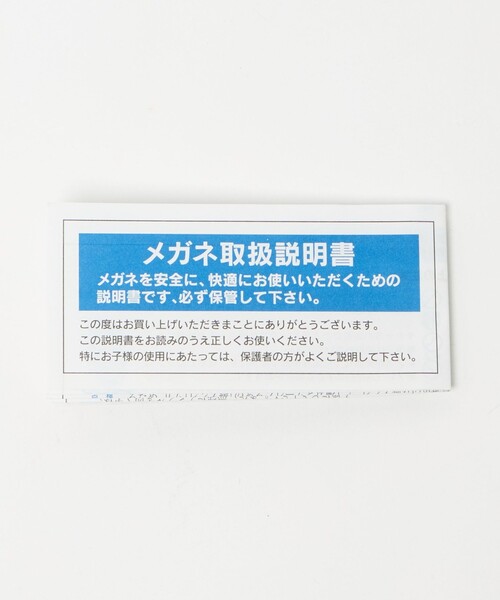 メガネ取扱説明書
メガネを安全に、快適にお使いいただくための
説明書です、必ず保管して下さい。
この度はお買い上げいただきまことにありがとうございます。
この説明書をお読みのうえ正しくお使いください。
特にお子様の使用にあたっては、保護者の方がよくご説明して下さい。